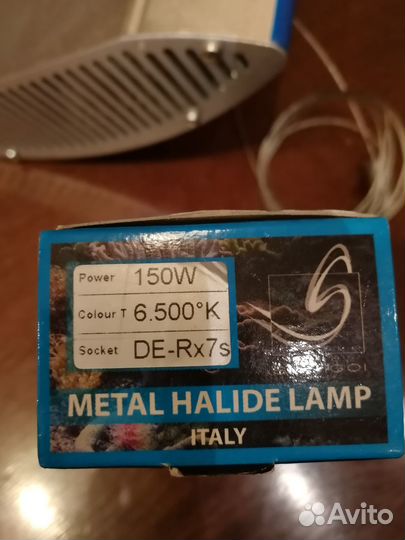 Power 150W
Colour T 6.500°K
Socket DE-Rx7s
METAL HALIDE LAMP
ITALY
Avito